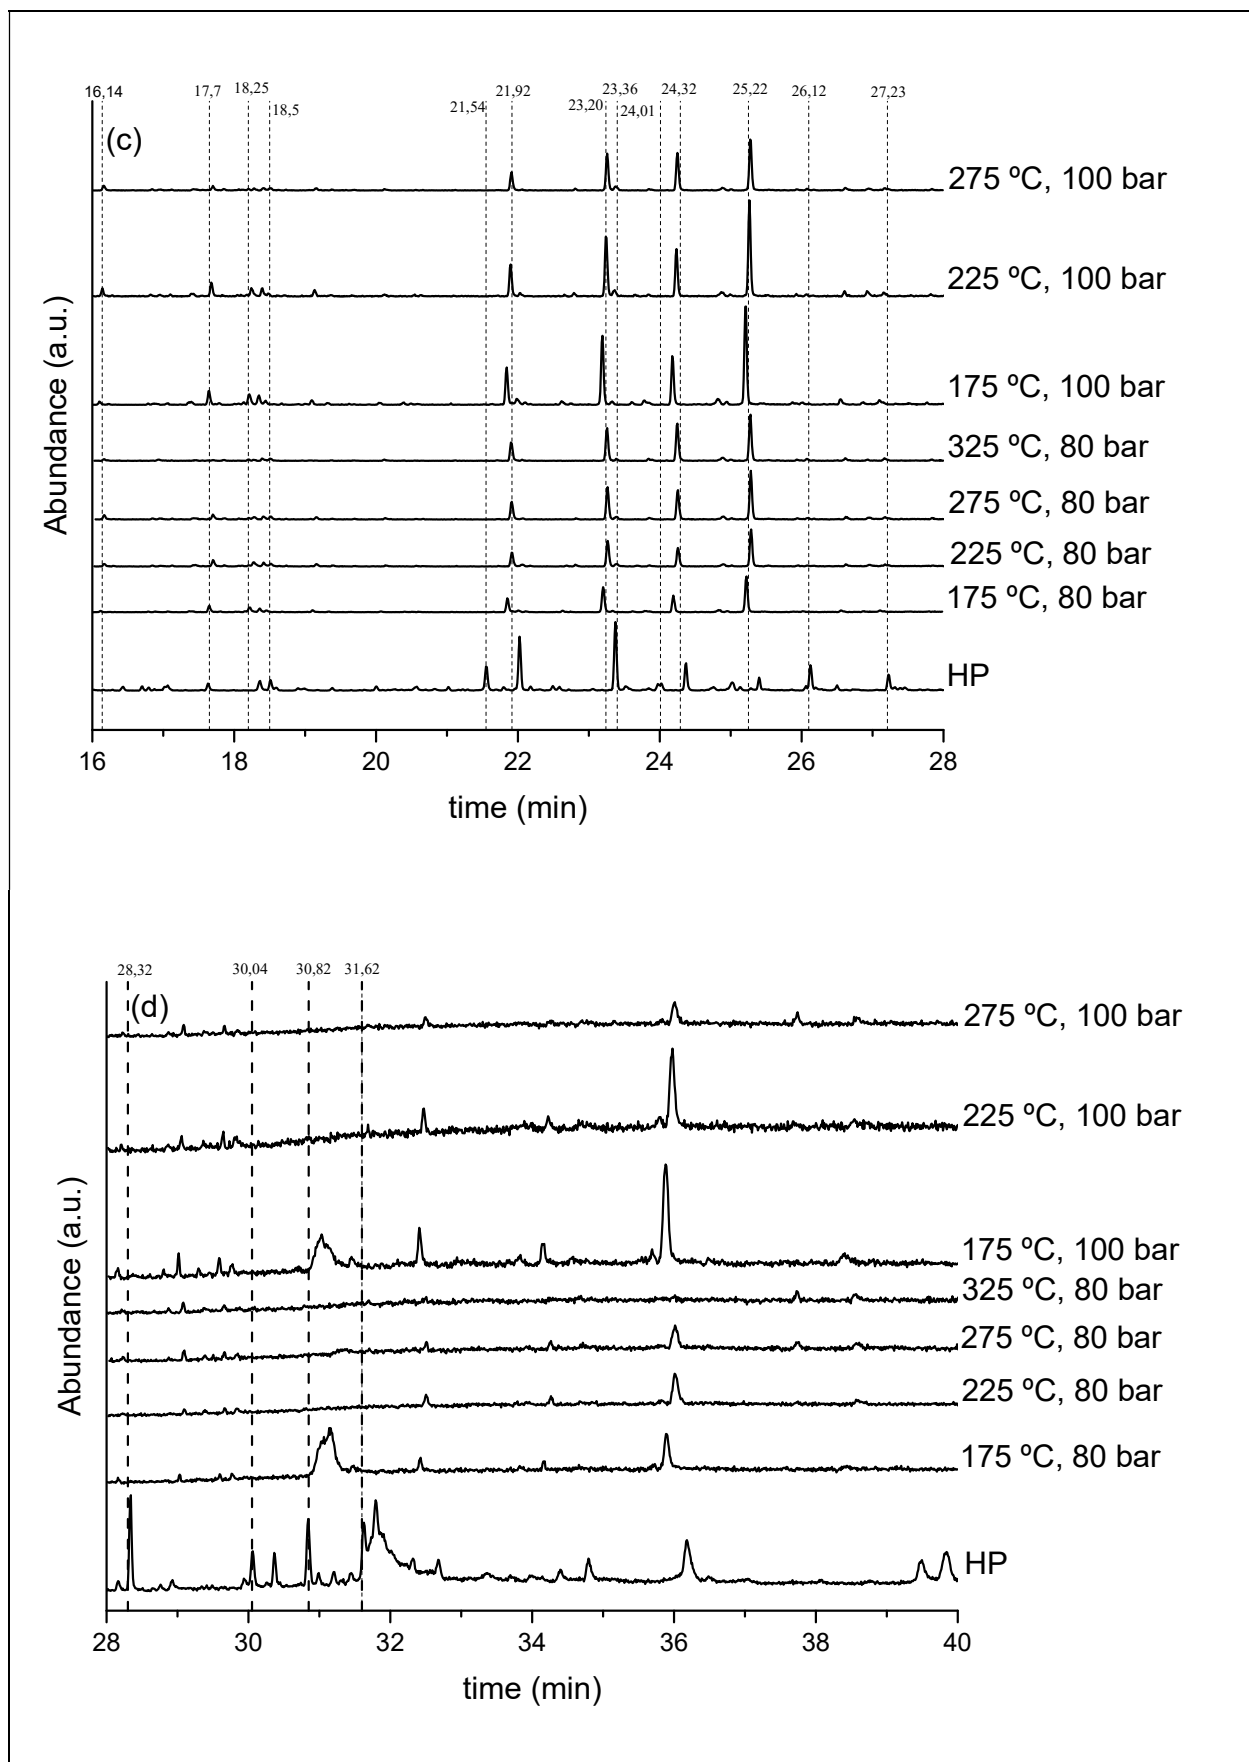 16,14 17,7 18,25 21,92 23,36 24,32 25,22 26,12 27,23
18,5 21,54 23,20 24,01
(c)
275 ºC, 100 bar
225 ºC, 100 bar
175 ºC, 100 bar
325 ºC, 80 bar
275 ºC, 80 bar
225 ºC, 80 bar
175 ºC, 80 bar
HP
Abundance (a.u.)
16 18 20 22 24 26 28
time (min)
28,32 30,04 30,82 31,62
(d)
275 ºC, 100 bar
225 ºC, 100 bar
175 ºC, 100 bar
325 ºC, 80 bar
275 ºC, 80 bar
225 ºC, 80 bar
175 ºC, 80 bar
HP
Abundance (a.u.)
28 30 32 34 36 38 40
time (min)